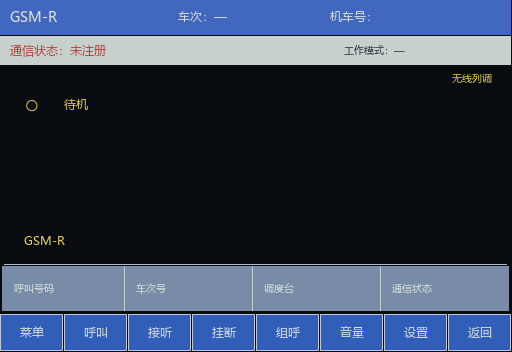 GSM-R 车次：— 机车号：
通信状态：未注册 工作模式：—
无线列调
待机
GSM-R
呼叫号码 车次号 调度台 通信状态
菜单 呼叫 接听 挂断 组呼 音量 设置 返回